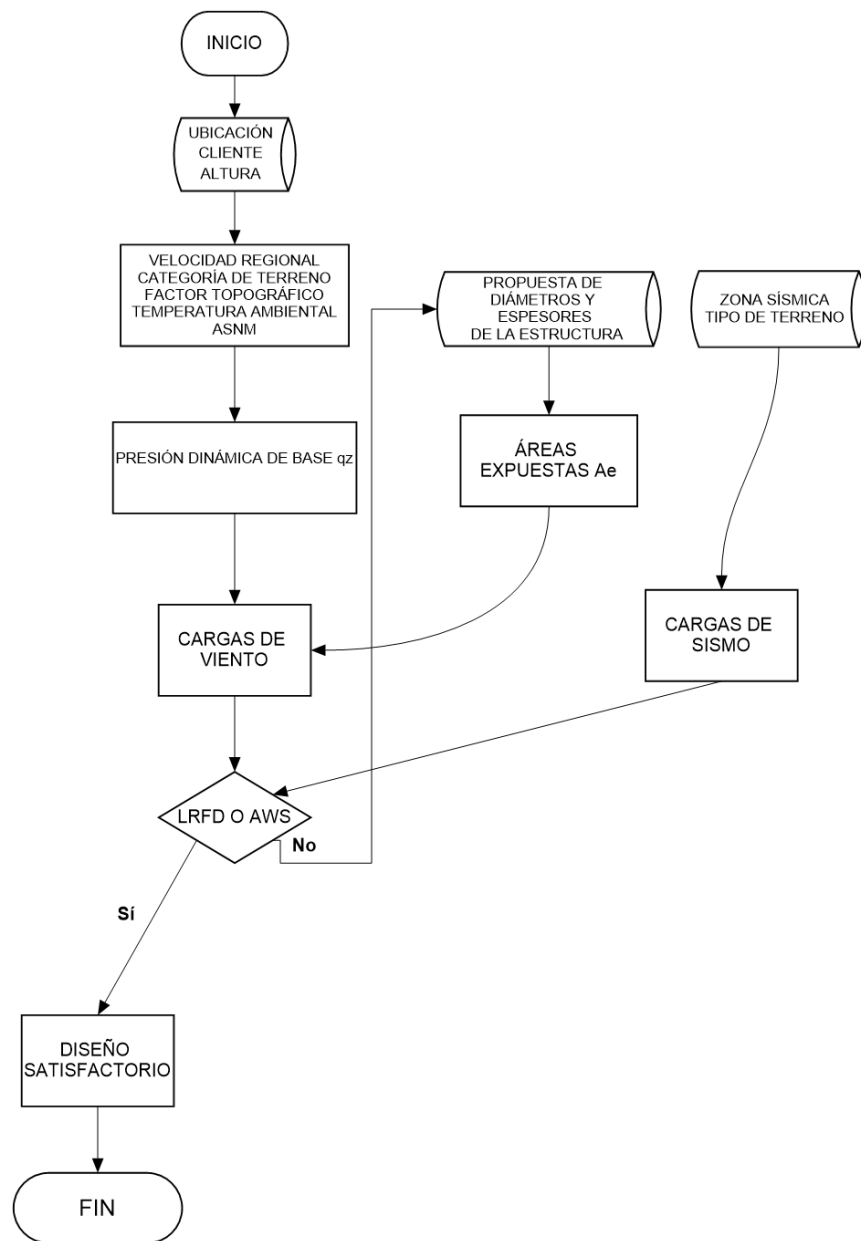 INICIO
UBICACIÓN
CLIENTE
ALTURA
VELOCIDAD REGIONAL
CATEGORÍA DE TERRENO
FACTOR TOPOGRÁFICO
TEMPERATURA AMBIENTAL
ASNM
PROPUESTA DE
DIÁMETROS Y
ESPESORES
DE LA ESTRUCTURA
ZONA SÍSMICA
TIPO DE TERRENO
PRESIÓN DINÁMICA DE BASE qz
ÁREAS
EXPUESTAS Ae
CARGAS DE
VIENTO
CARGAS DE
SISMO
LRFD O AWS
No
Sí
DISEÑO
SATISFACTORIO
FIN